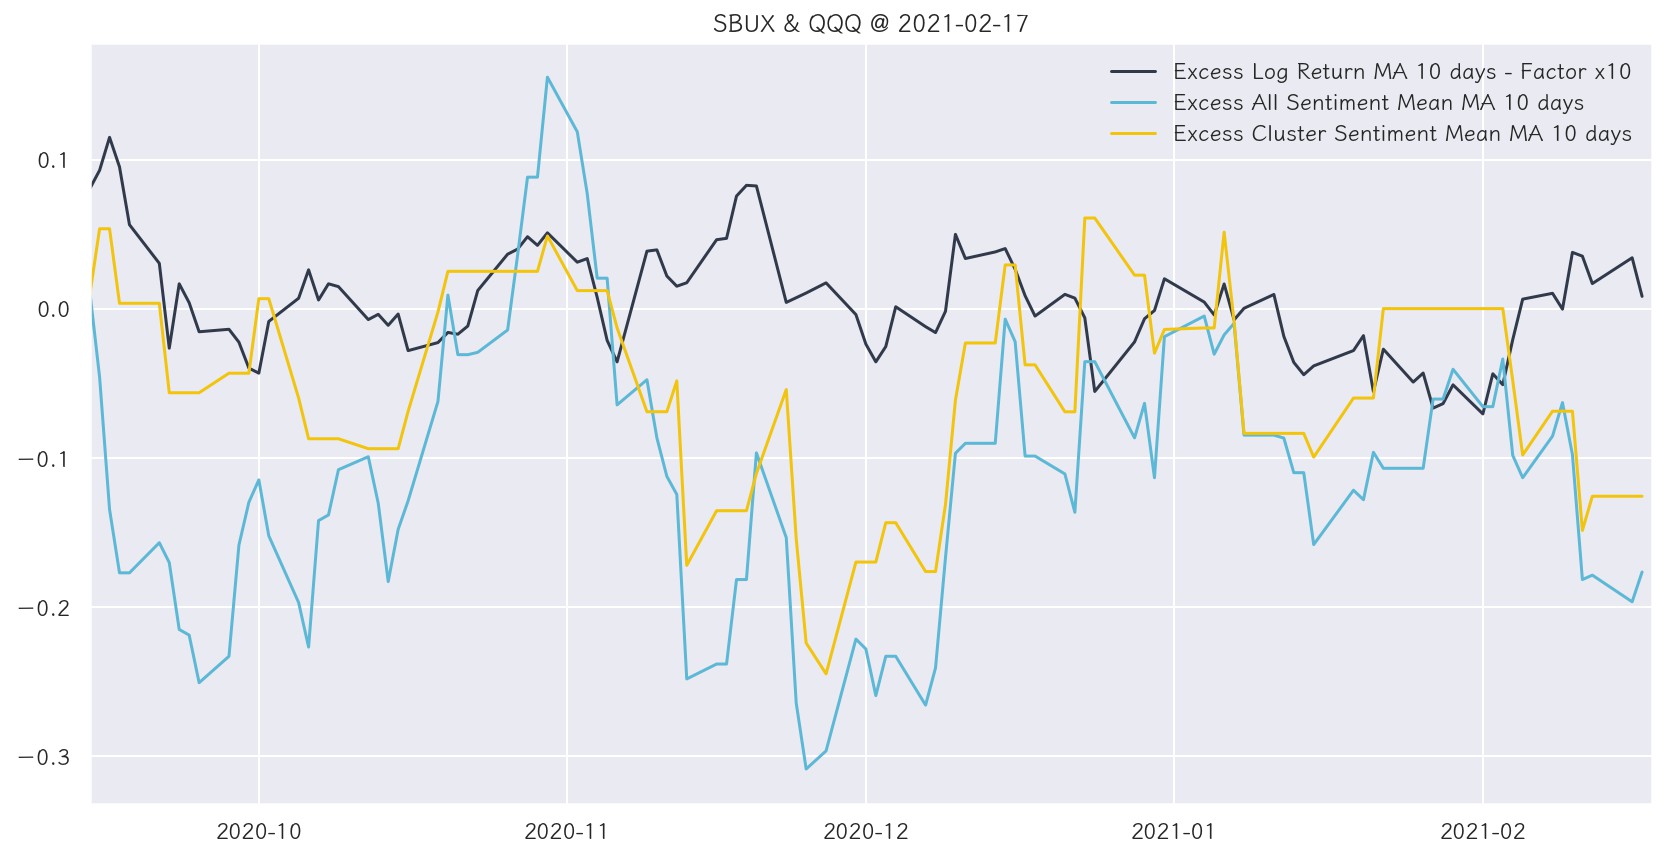 SBUX & QQQ @ 2021-02-17
Excess Log Return MA 10 days - Factor x10
Excess All Sentiment Mean MA 10 days
Excess Cluster Sentiment Mean MA 10 days
0.1
0.0
−0.1
−0.2
−0.3
2020-10 2020-11 2020-12 2021-01 2021-02